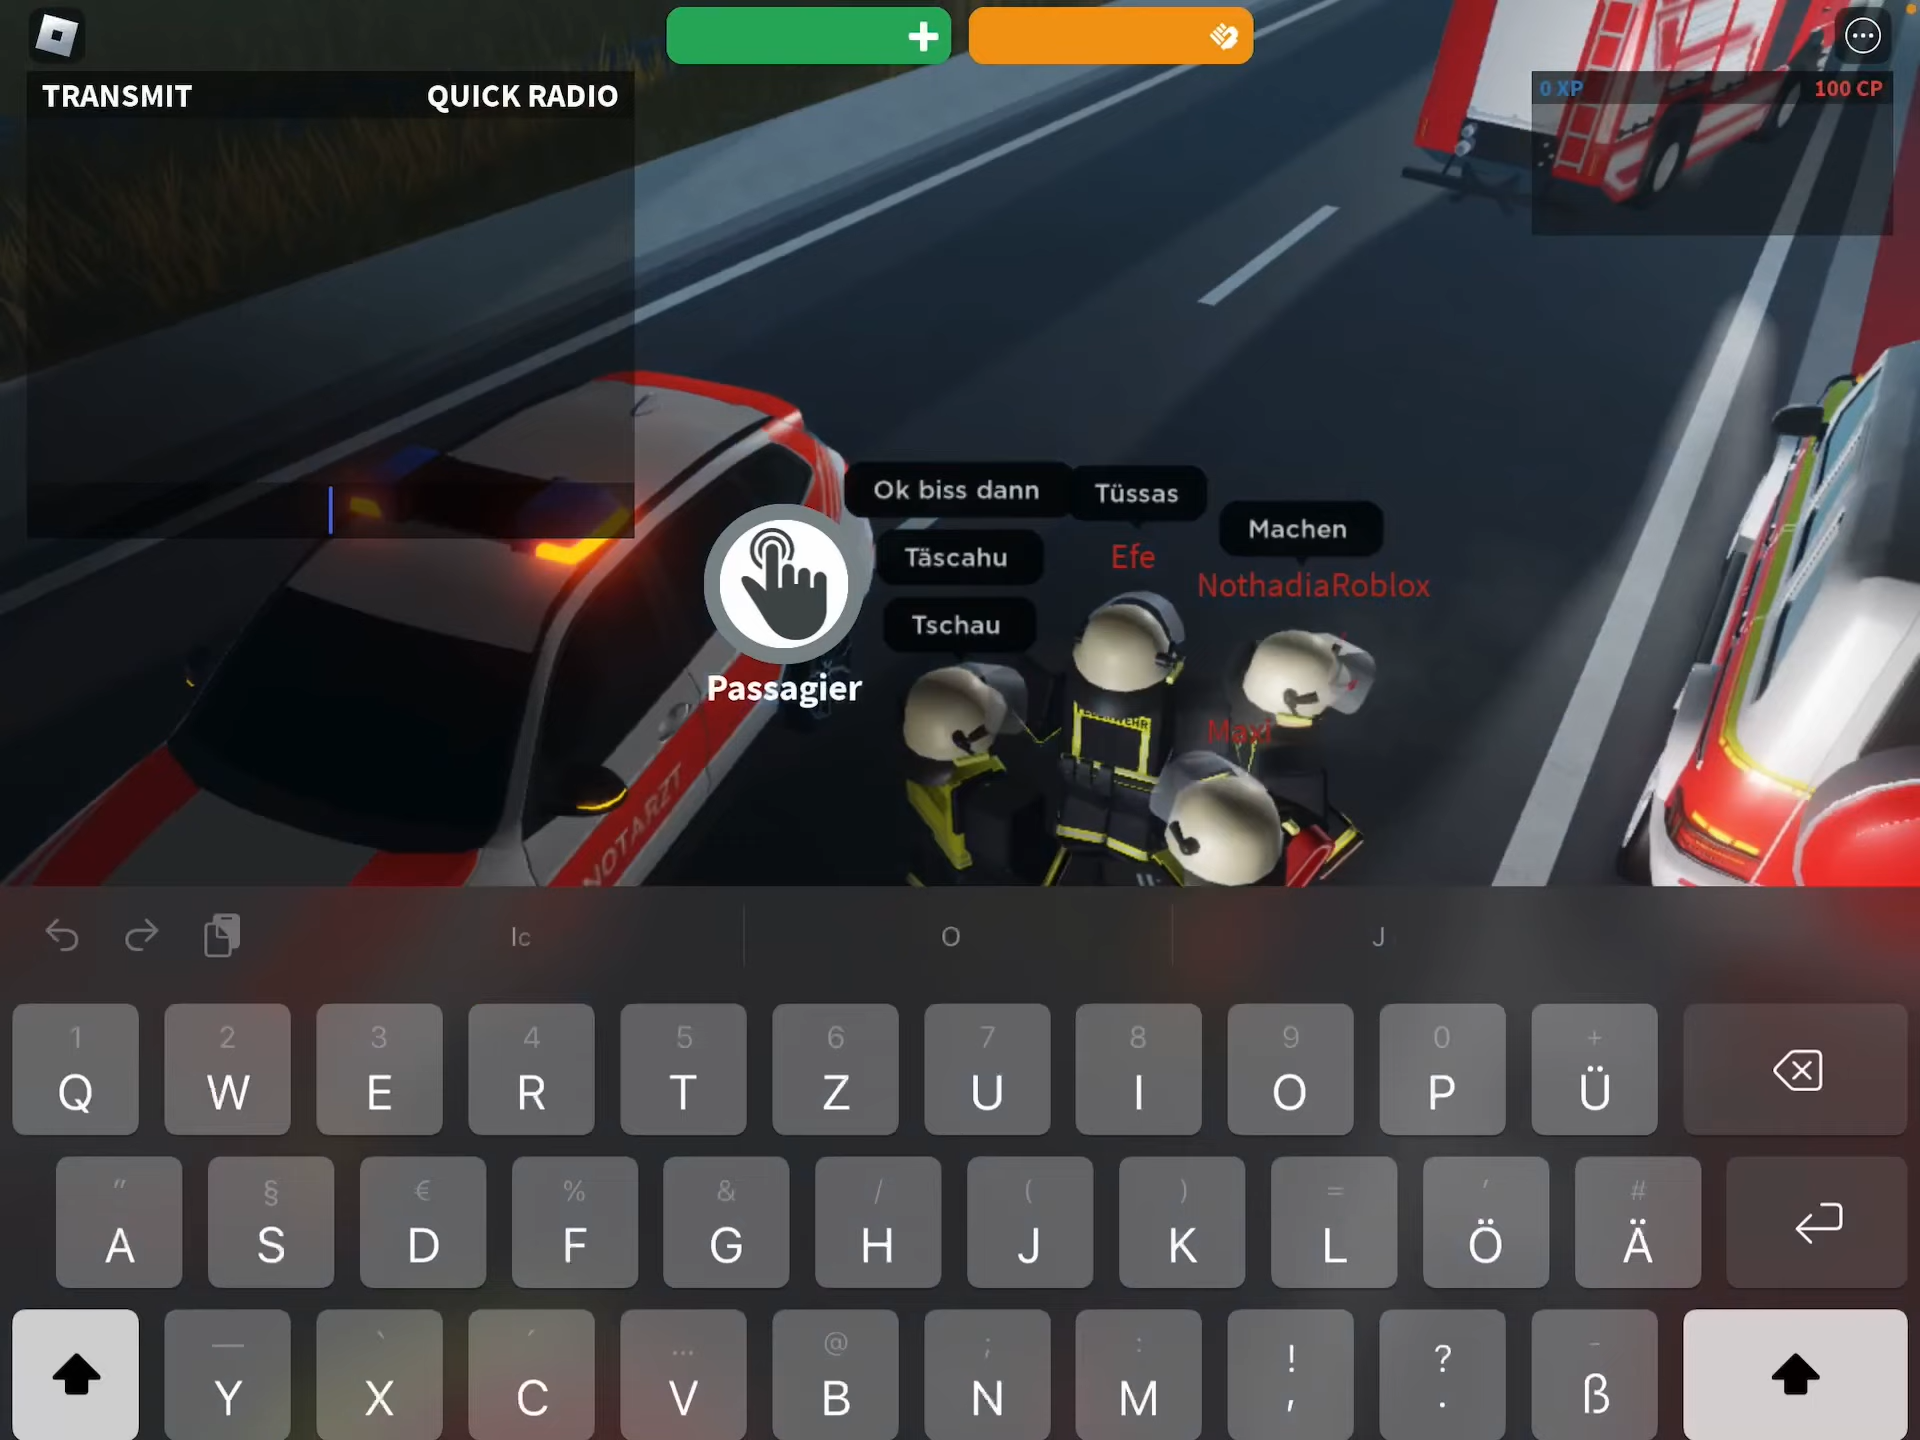 TRANSMIT QUICK RADIO
0 XP 100 CP
Ok biss dann
Tüssas
Täscahu
Efe
Machen
NothadiaRoblox
Tschau
Passagier
FEUERWEHR
Maxi
NOTARZT
Ic O J
1 2 3 4 5 6 7 8 9 0 +
Q W E R T Z U I O P Ü
" § € % & / ( ) = ' #
A S D F G H J K L Ö Ä
— ` ´ ... @ ; : ! ? -
Y X C V B N M , . ß